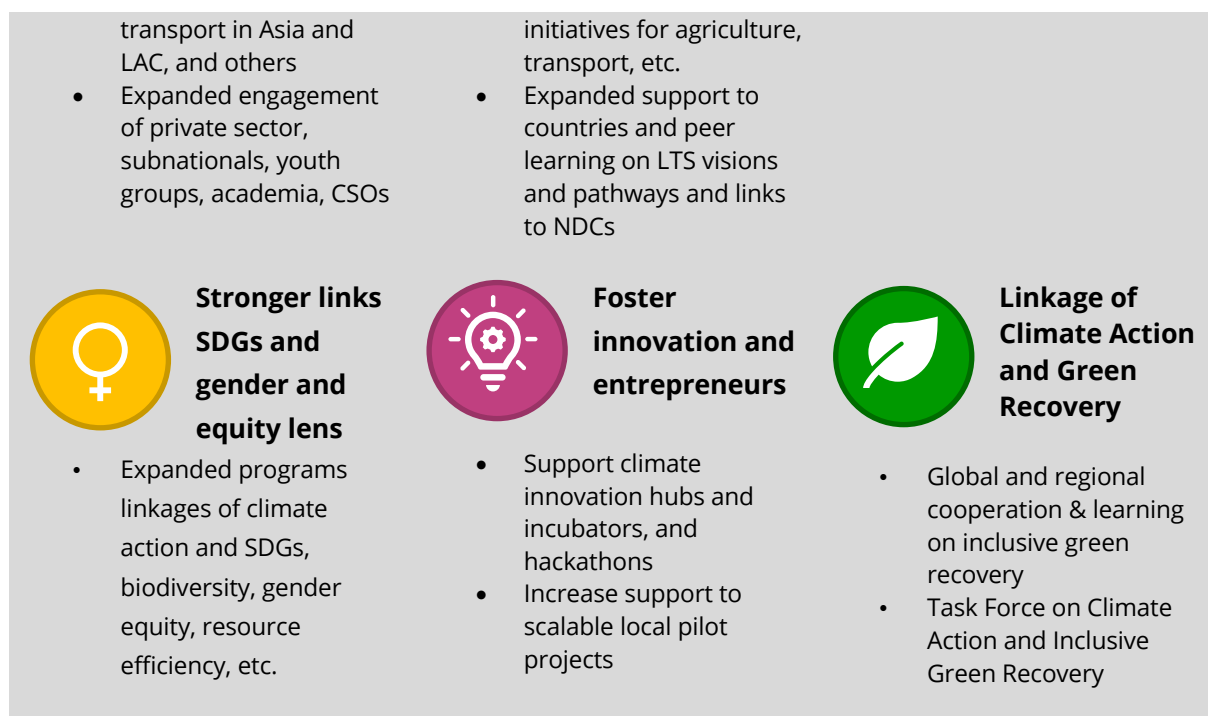 transport in Asia and
LAC, and others
• Expanded engagement
of private sector,
subnationals, youth
groups, academia, CSOs
initiatives for agriculture,
transport, etc.
• Expanded support to
countries and peer
learning on LTS visions
and pathways and links
to NDCs
Stronger links
SDGs and
gender and
equity lens
• Expanded programs
linkages of climate
action and SDGs,
biodiversity, gender
equity, resource
efficiency, etc.
Foster
innovation and
entrepreneurs
• Support climate
innovation hubs and
incubators, and
hackathons
• Increase support to
scalable local pilot
projects
Linkage of
Climate Action
and Green
Recovery
• Global and regional
cooperation & learning
on inclusive green
recovery
• Task Force on Climate
Action and Inclusive
Green Recovery